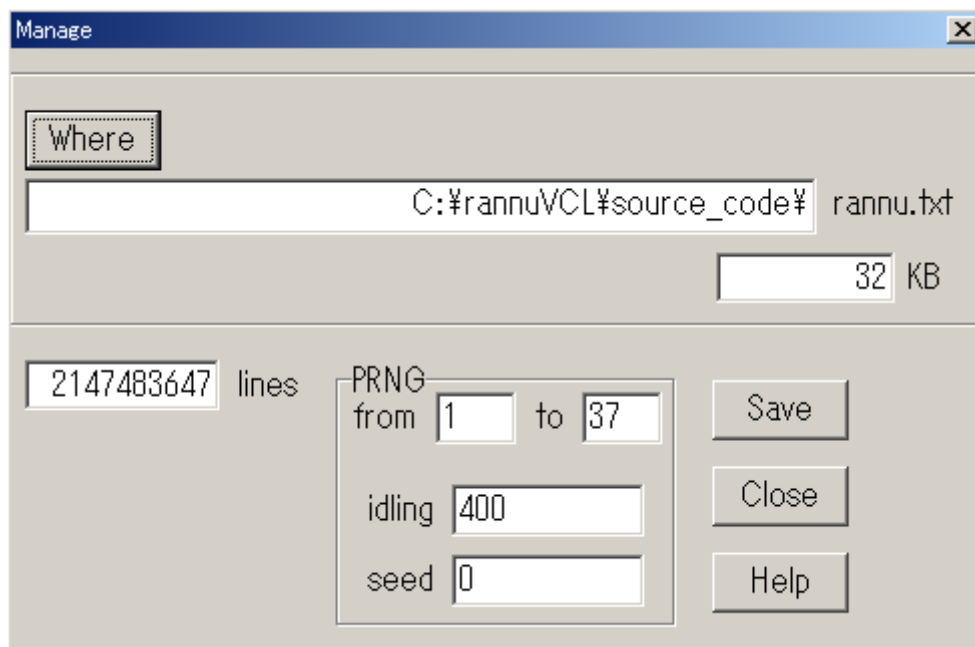 Manage
Where
C:¥rannuVCL¥source_code¥ rannu.txt
32 KB
2147483647 lines
PRNG
from 1 to 37
idling 400
seed 0
Save
Close
Help